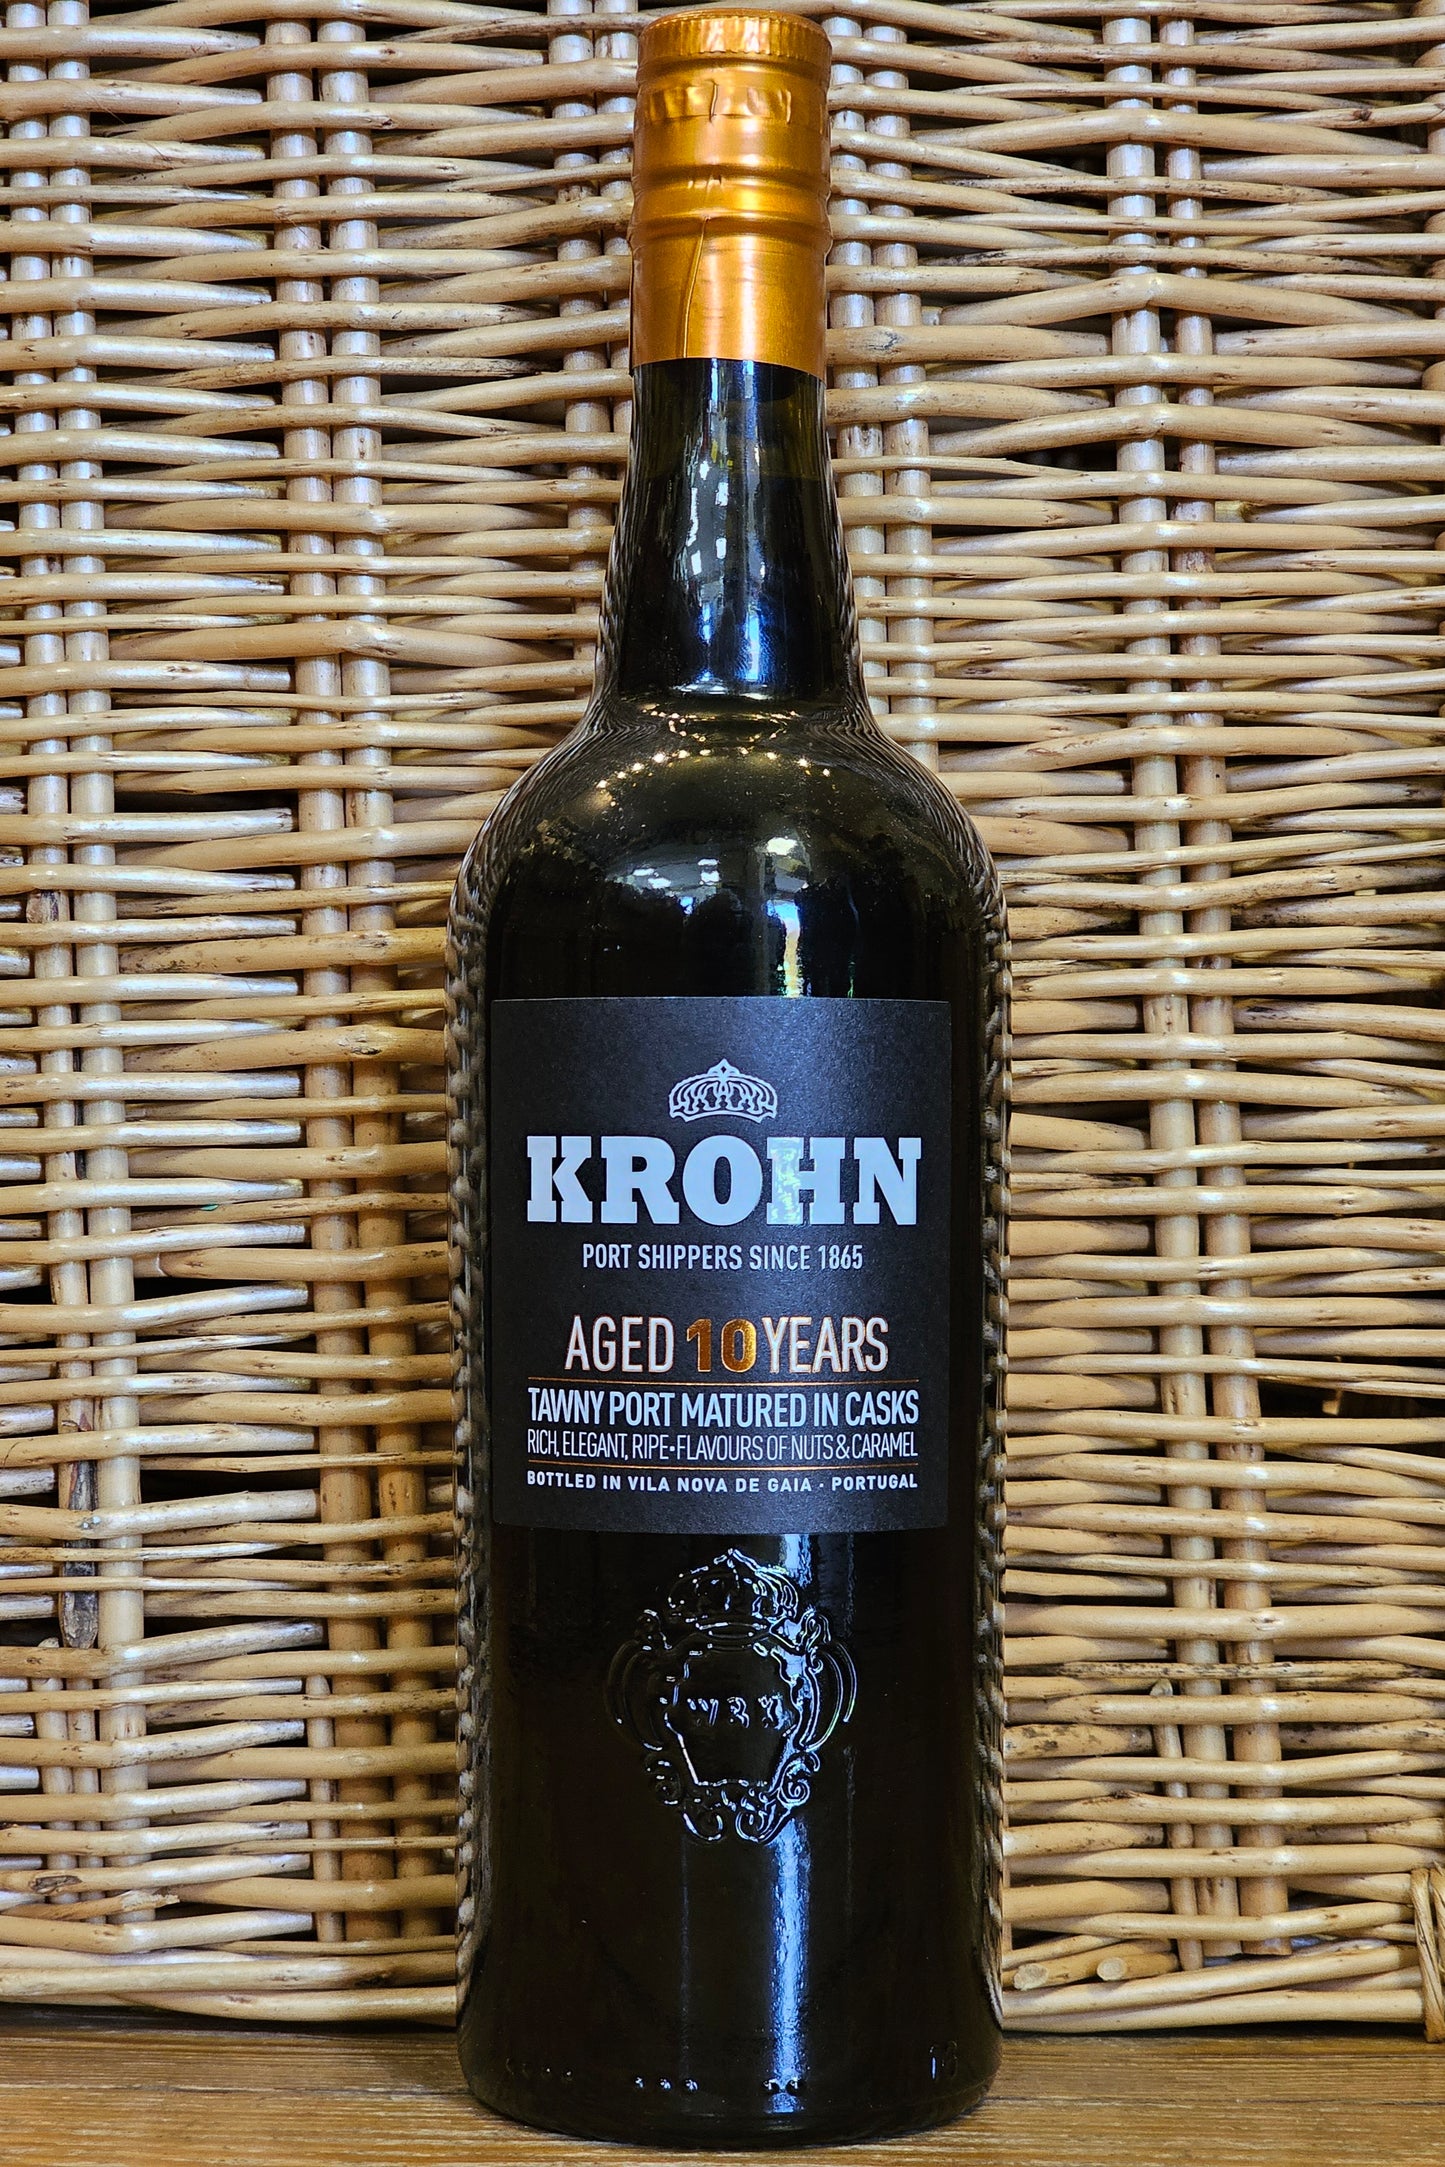 KROHN
PORT SHIPPERS SINCE 1865
AGED 10 YEARS
TAWNY PORT MATURED IN CASKS
RICH, ELEGANT, RIPE•FLAVOURS OF NUTS & CARAMEL
BOTTLED IN VILA NOVA DE GAIA · PORTUGAL